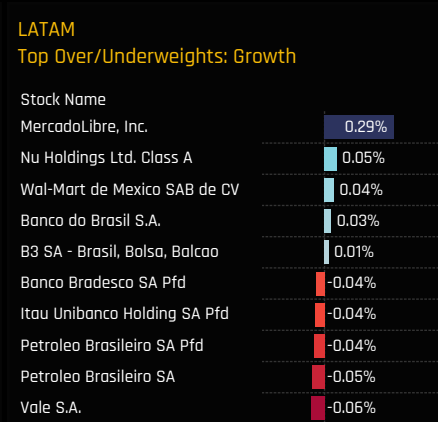 LATAM
Top Over/Underweights: Growth
Stock Name
MercadoLibre, Inc. 0.29%
Nu Holdings Ltd. Class A 0.05%
Wal-Mart de Mexico SAB de CV 0.04%
Banco do Brasil S.A. 0.03%
B3 SA - Brasil, Bolsa, Balcao 0.01%
Banco Bradesco SA Pfd -0.04%
Itau Unibanco Holding SA Pfd -0.04%
Petroleo Brasileiro SA Pfd -0.04%
Petroleo Brasileiro SA -0.05%
Vale S.A. -0.06%